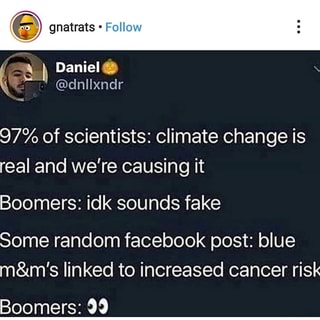 gnatrats • Follow
Daniel🎃
@dnllxndr
97% of scientists: climate change is
real and we're causing it
Boomers: idk sounds fake
Some random facebook post: blue
m&m's linked to increased cancer risk
Boomers: 👀